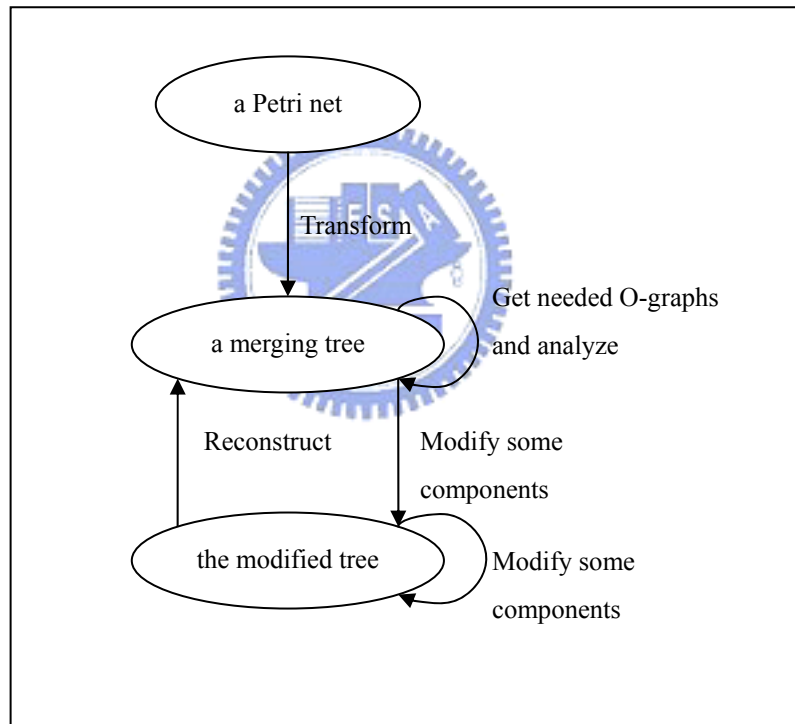 a Petri net
ESA
Transform
Get needed O-graphs
and analyze
a merging tree
Reconstruct
Modify some
components
the modified tree
Modify some
components